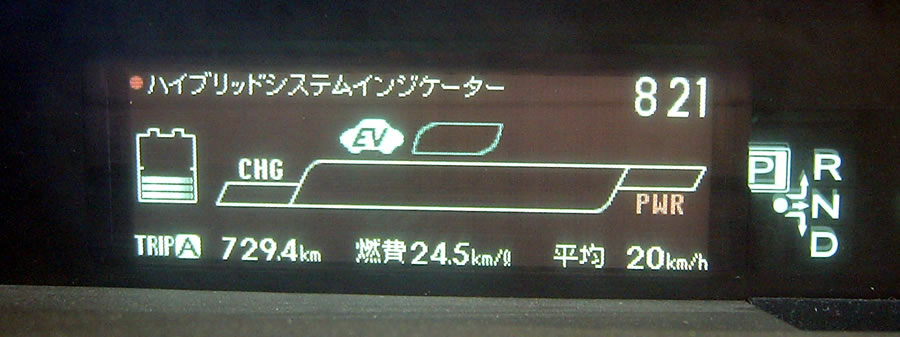 ハイブリッドシステムインジケーター 8 21
EV
CHG
PWR
TRIP A 729.4km 燃費24.5km/ℓ 平均 20km/h
P R
N
D